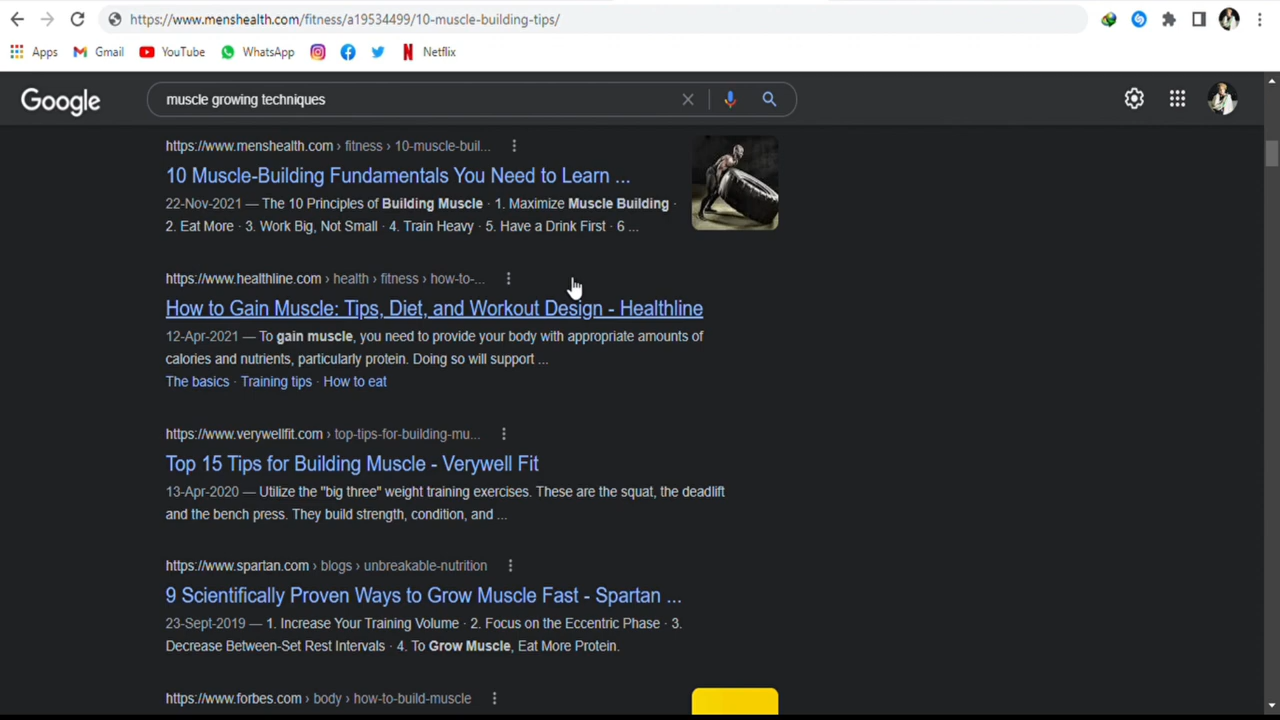 https://www.menshealth.com/fitness/a19534499/10-muscle-building-tips/
Apps Gmail YouTube WhatsApp Netflix
Google muscle growing techniques
https://www.menshealth.com › fitness › 10-muscle-buil...
10 Muscle-Building Fundamentals You Need to Learn ...
22-Nov-2021 — The 10 Principles of Building Muscle · 1. Maximize Muscle Building ·
2. Eat More · 3. Work Big, Not Small · 4. Train Heavy · 5. Have a Drink First · 6 ...
https://www.healthline.com › health › fitness › how-to-...
How to Gain Muscle: Tips, Diet, and Workout Design - Healthline
12-Apr-2021 — To gain muscle, you need to provide your body with appropriate amounts of
calories and nutrients, particularly protein. Doing so will support ...
The basics · Training tips · How to eat
https://www.verywellfit.com › top-tips-for-building-mu...
Top 15 Tips for Building Muscle - Verywell Fit
13-Apr-2020 — Utilize the "big three" weight training exercises. These are the squat, the deadlift
and the bench press. They build strength, condition, and ...
https://www.spartan.com › blogs › unbreakable-nutrition
9 Scientifically Proven Ways to Grow Muscle Fast - Spartan ...
23-Sept-2019 — 1. Increase Your Training Volume · 2. Focus on the Eccentric Phase · 3.
Decrease Between-Set Rest Intervals · 4. To Grow Muscle, Eat More Protein.
https://www.forbes.com › body › how-to-build-muscle